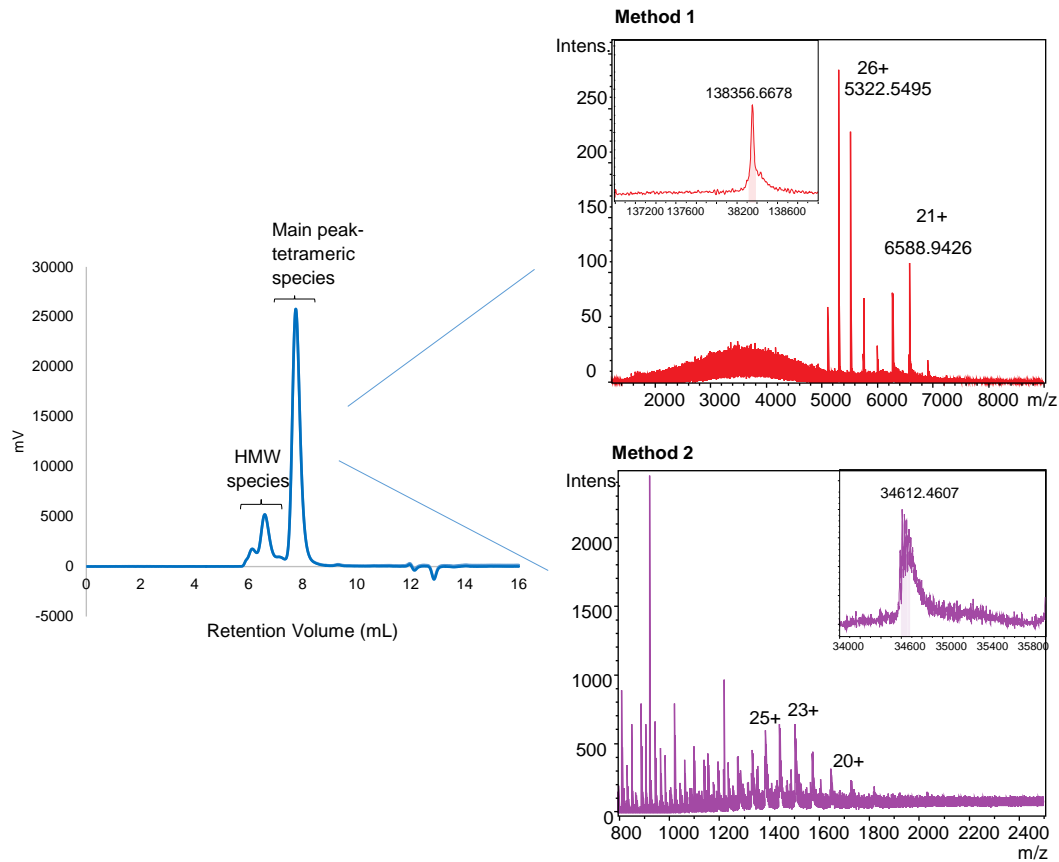 Method 1
Intens.
250
200
150
100
50
0
2000 3000 4000 5000 6000 7000 8000 m/z
26+
5322.5495
21+
6588.9426
138356.6678
137200 137600 38200 138600
Main peak-
tetrameric
species
HMW
species
30000
25000
20000
15000
10000
5000
0
-5000
mV
0 2 4 6 8 10 12 14 16
Retention Volume (mL)
Method 2
Intens.
2000
1500
1000
500
0
800 1000 1200 1400 1600 1800 2000 2200 2400
m/z
25+
23+
20+
34612.4607
34000 34600 35000 35400 35800